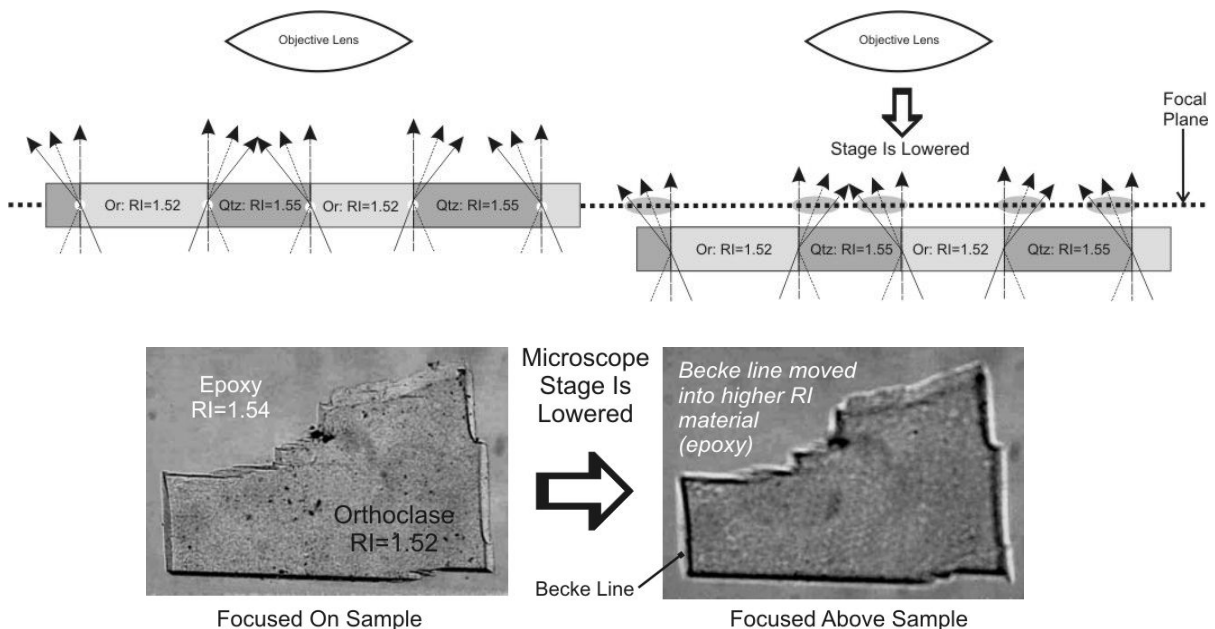 Objective Lens
Or: RI=1.52
Qtz: RI=1.55
Or: RI=1.52
Qtz: RI=1.55
Objective Lens
Stage Is Lowered
Focal
Plane
Or: RI=1.52
Qtz: RI=1.55
Or: RI=1.52
Qtz: RI=1.55
Epoxy
RI=1.54
Orthoclase
RI=1.52
Focused On Sample
Microscope
Stage Is
Lowered
Becke Line
Becke line moved
into higher RI
material
(epoxy)
Focused Above Sample